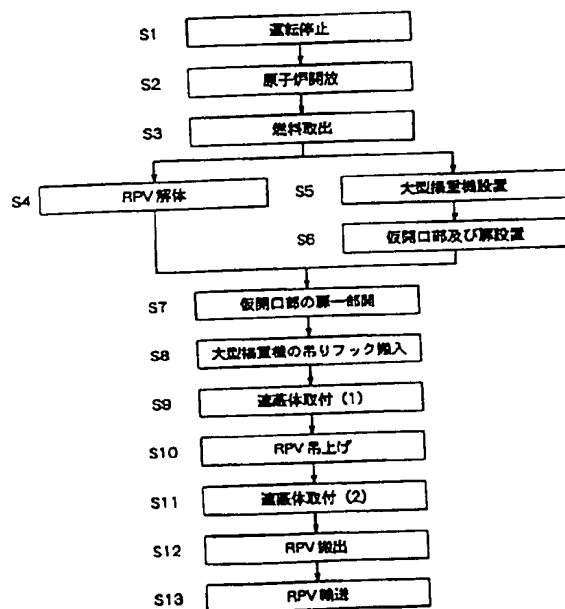 S1 運転停止
S2 原子炉開放
S3 燃料取出
S4 RPV 解体
S5 大型揚重機設置
S6 仮開口部及び扉設置
S7 仮開口部の扉一部開
S8 大型揚重機の吊りフック搬入
S9 遮蔽体取付 (1)
S10 RPV 吊上げ
S11 遮蔽体取付 (2)
S12 RPV 搬出
S13 RPV 輸送